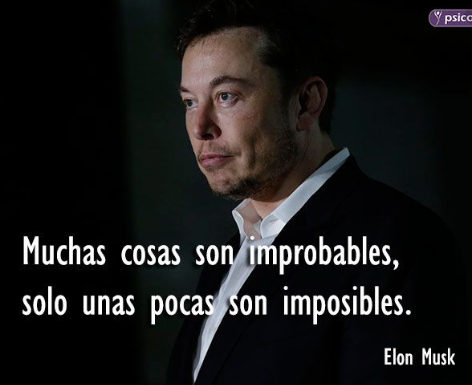 psico
Muchas cosas son improbables,
solo unas pocas son imposibles.
Elon Musk